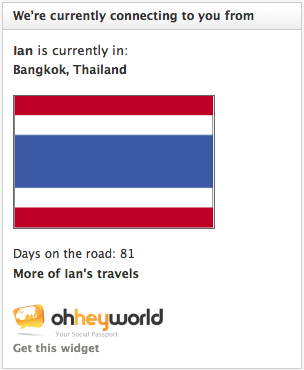 We're currently connecting to you from
Ian is currently in:
Bangkok, Thailand
Days on the road: 81
More of Ian's travels
ohheyworld
Your Social Passport
Get this widget